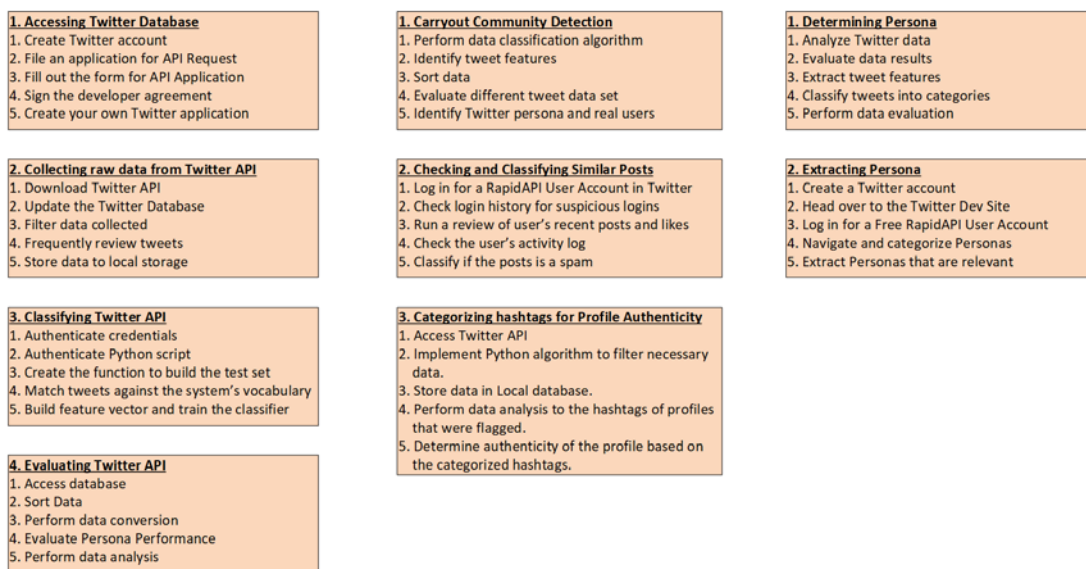 1. Accessing Twitter Database
1. Create Twitter account
2. File an application for API Request
3. Fill out the form for API Application
4. Sign the developer agreement
5. Create your own Twitter application
2. Collecting raw data from Twitter API
1. Download Twitter API
2. Update the Twitter Database
3. Filter data collected
4. Frequently review tweets
5. Store data to local storage
3. Classifying Twitter API
1. Authenticate credentials
2. Authenticate Python script
3. Create the function to build the test set
4. Match tweets against the system's vocabulary
5. Build feature vector and train the classifier
4. Evaluating Twitter API
1. Access database
2. Sort Data
3. Perform data conversion
4. Evaluate Persona Performance
5. Perform data analysis
1. Carryout Community Detection
1. Perform data classification algorithm
2. Identify tweet features
3. Sort data
4. Evaluate different tweet data set
5. Identify Twitter persona and real users
2. Checking and Classifying Similar Posts
1. Log in for a RapidAPI User Account in Twitter
2. Check login history for suspicious logins
3. Run a review of user's recent posts and likes
4. Check the user's activity log
5. Classify if the posts is a spam
3. Categorizing hashtags for Profile Authenticity
1. Access Twitter API
2. Implement Python algorithm to filter necessary
data.
3. Store data in Local database.
4. Perform data analysis to the hashtags of profiles
that were flagged.
5. Determine authenticity of the profile based on
the categorized hashtags.
1. Determining Persona
1. Analyze Twitter data
2. Evaluate data results
3. Extract tweet features
4. Classify tweets into categories
5. Perform data evaluation
2. Extracting Persona
1. Create a Twitter account
2. Head over to the Twitter Dev Site
3. Log in for a Free RapidAPI User Account
4. Navigate and categorize Personas
5. Extract Personas that are relevant